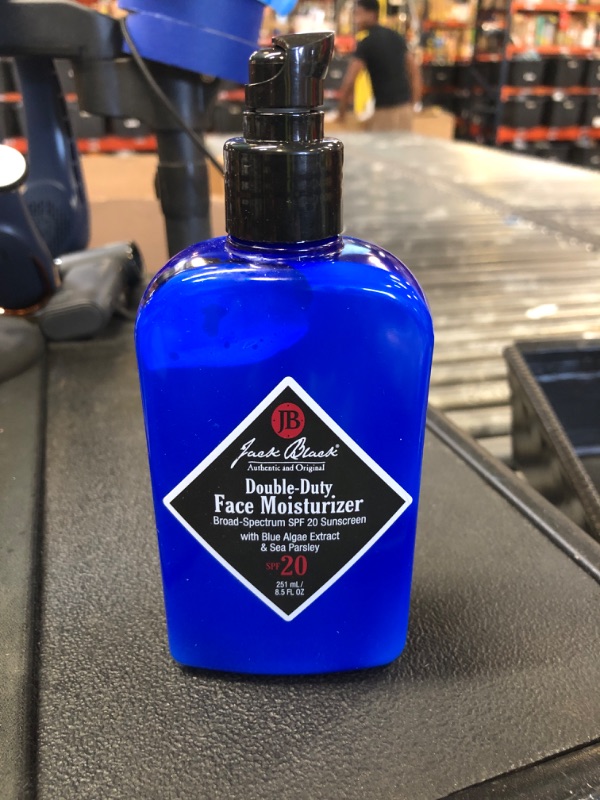 JB
Jack Black®
Authentic and Original
Double-Duty
Face Moisturizer
Broad-Spectrum SPF 20 Sunscreen
with Blue Algae Extract
& Sea Parsley
SPF 20
251 mL/
8.5 FL OZ